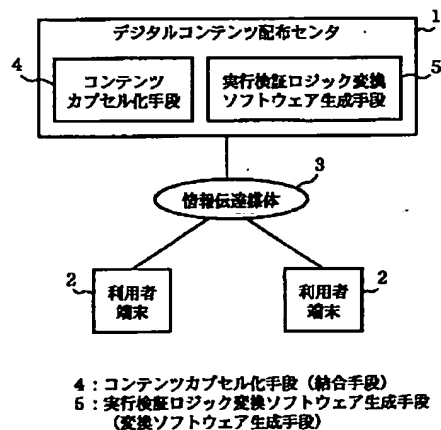 デジタルコンテンツ配布センタ
1
4
コンテンツ
カプセル化手段
実行検証ロジック変換
ソフトウェア生成手段
5
3
情報伝達媒体
2
利用者
端末
利用者
端末
2
4:コンテンツカプセル化手段(結合手段)
5:実行検証ロジック変換ソフトウェア生成手段
(変換ソフトウェア生成手段)